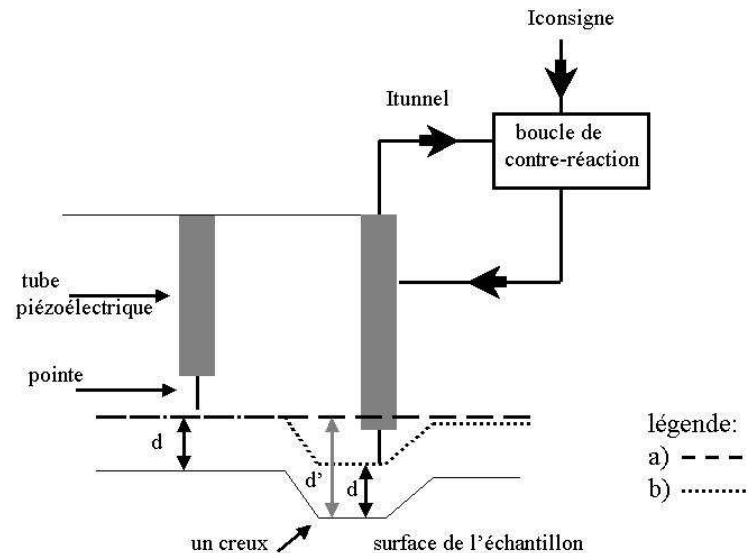 Iconsigne
Itunnel
boucle de
contre-réaction
tube
piézoélectrique
pointe
d
d'
d
légende:
a)
b)
un creux
surface de l'échantillon